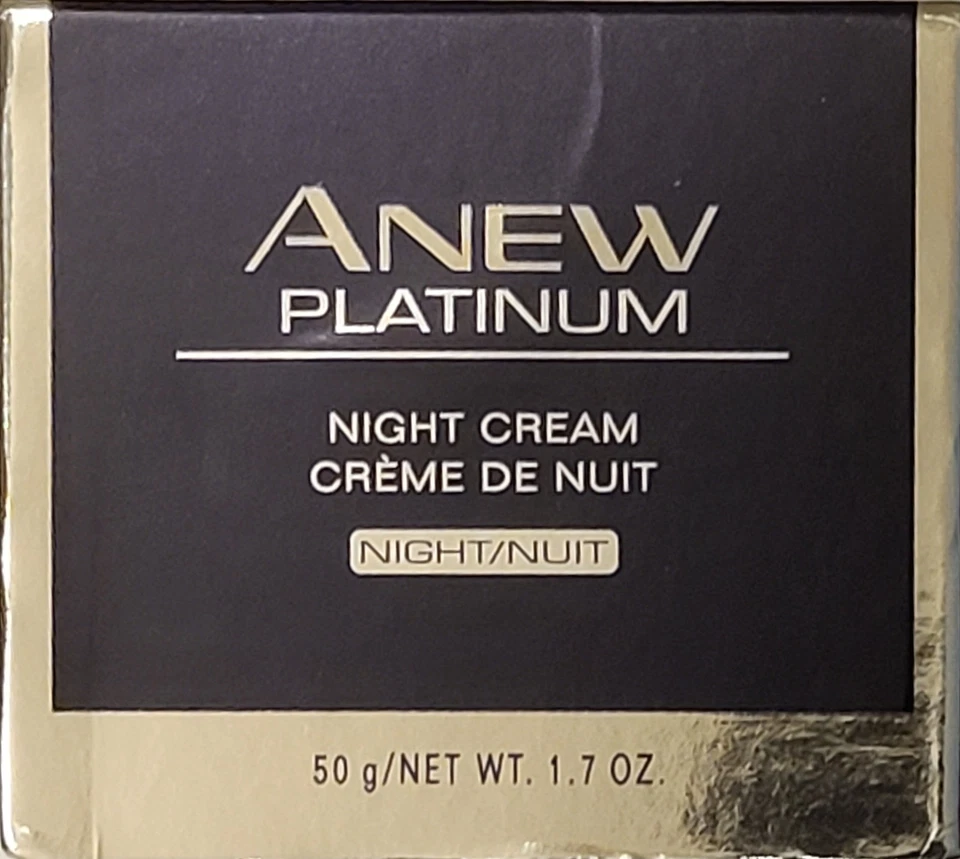 ANEW
PLATINUM
NIGHT CREAM
CRÈME DE NUIT
NIGHT/NUIT
50 g/NET WT. 1.7 OZ.